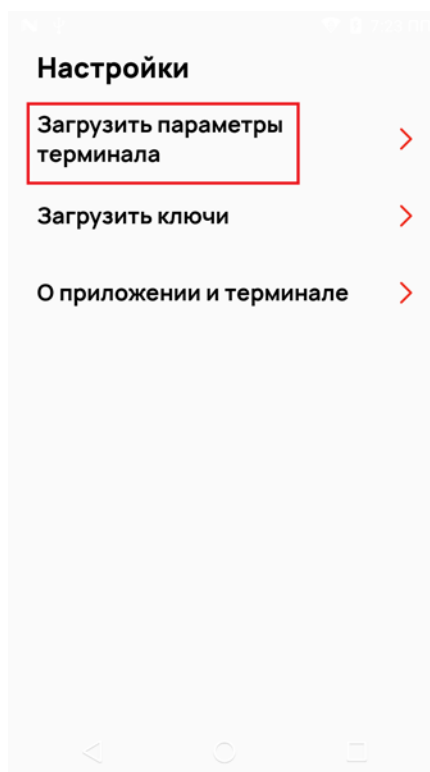 Настройки
Загрузить параметры
терминала
Загрузить ключи
О приложении и терминале